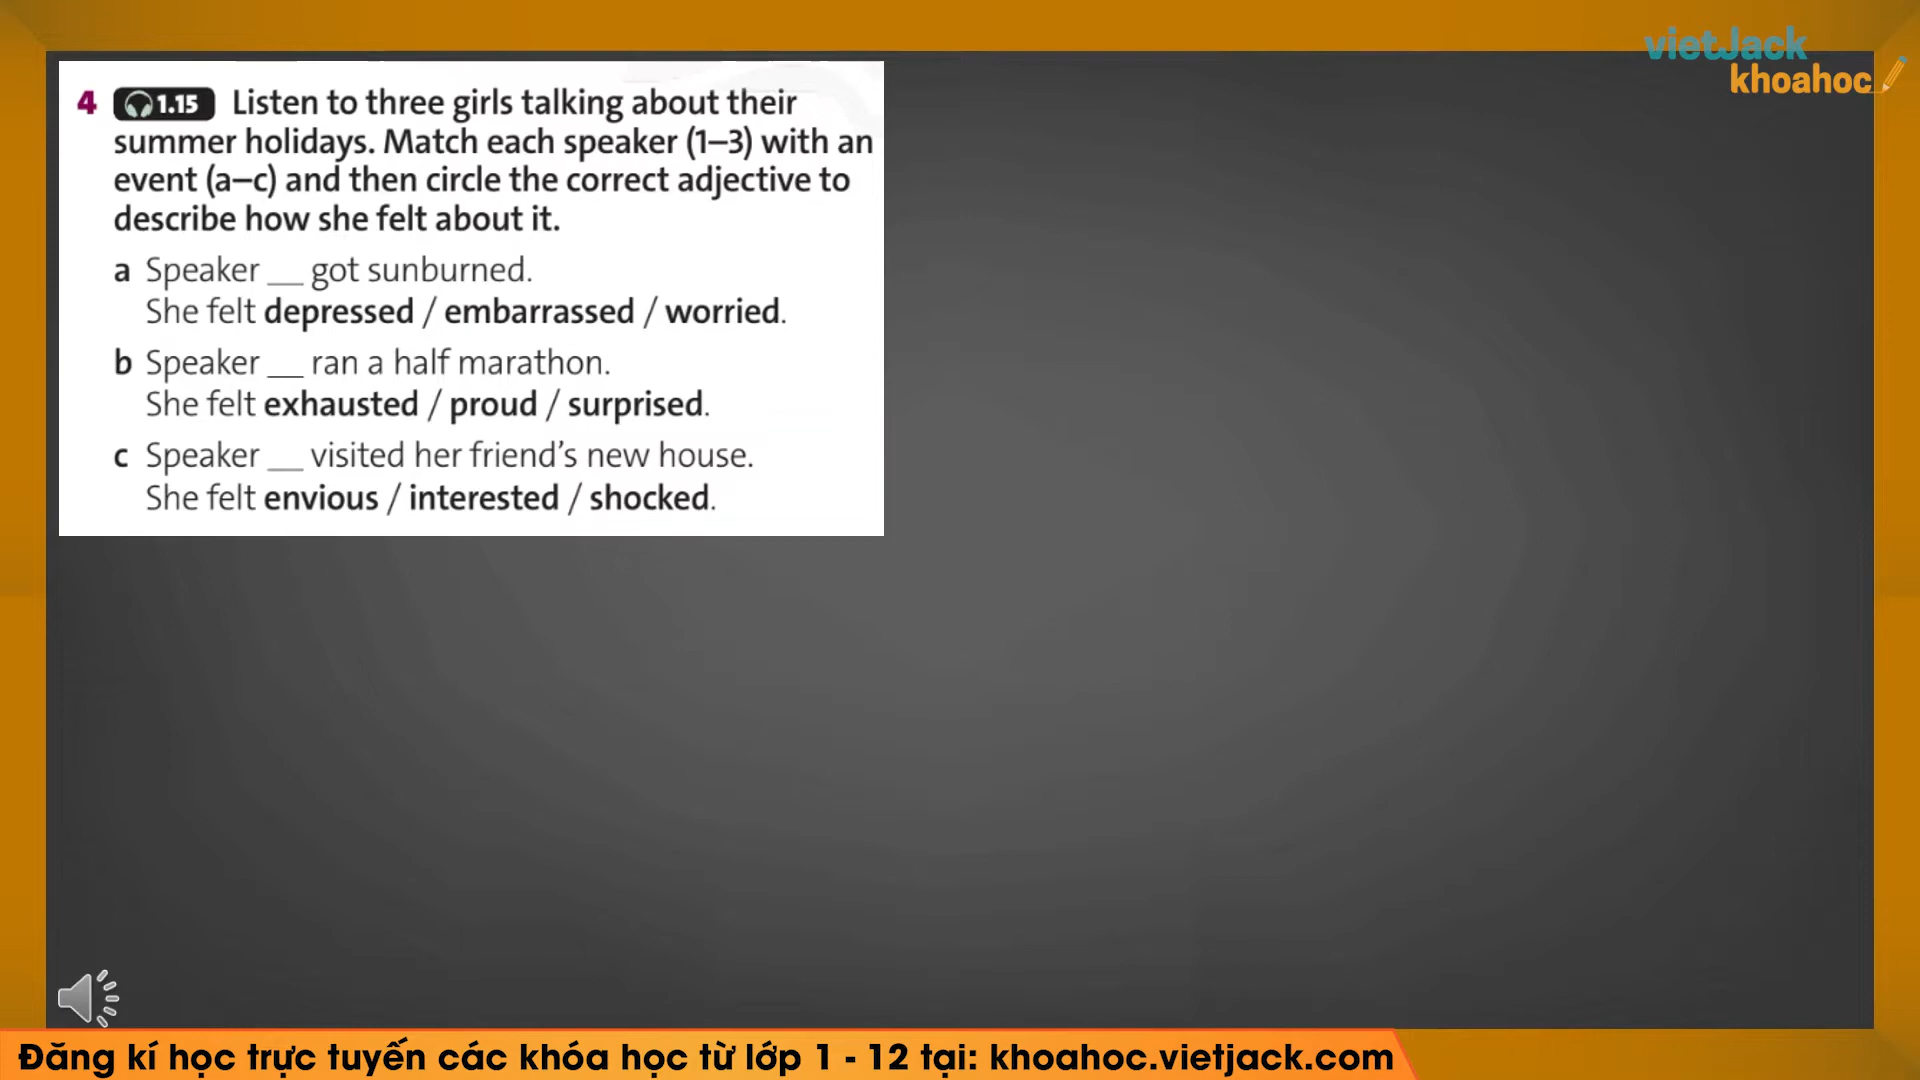 vietJack
khoahoc
4 1.15 Listen to three girls talking about their
summer holidays. Match each speaker (1–3) with an
event (a–c) and then circle the correct adjective to
describe how she felt about it.
a Speaker __ got sunburned.
She felt depressed / embarrassed / worried.
b Speaker __ ran a half marathon.
She felt exhausted / proud / surprised.
c Speaker __ visited her friend’s new house.
She felt envious / interested / shocked.
Đăng kí học trực tuyến các khóa học từ lớp 1 - 12 tại: khoahoc.vietjack.com